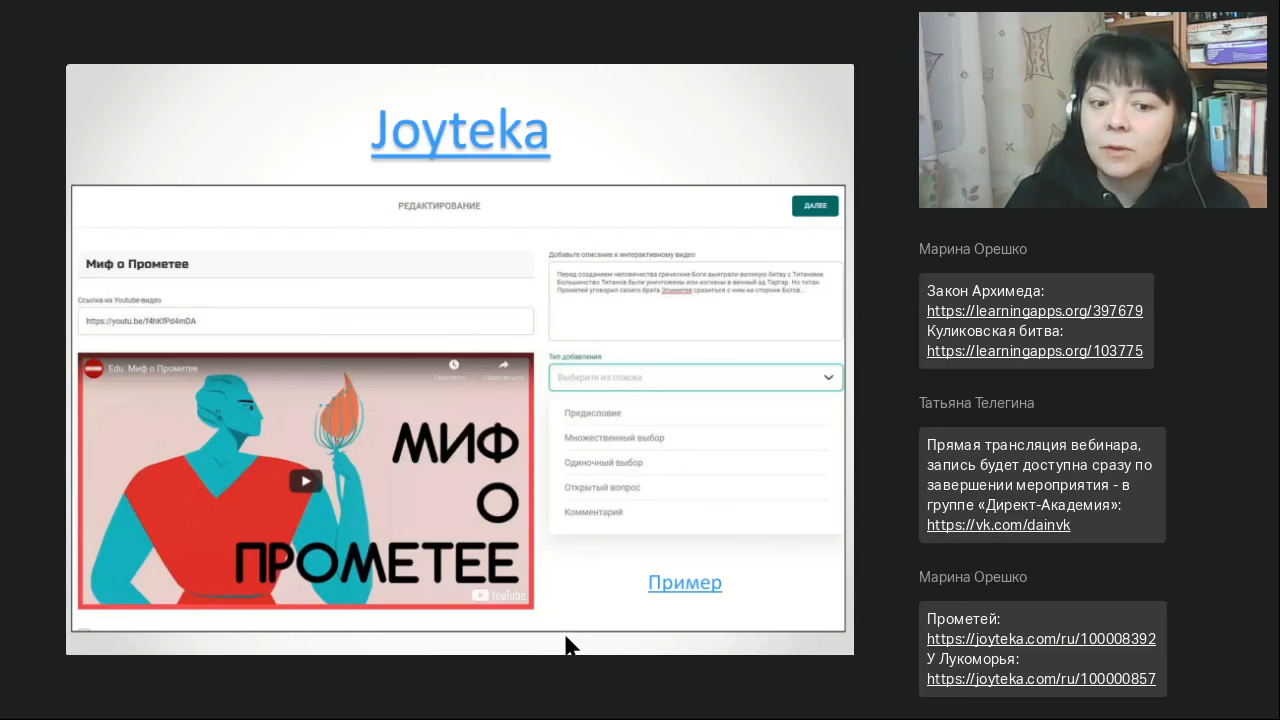 Joyteka
РЕДАКТИРОВАНИЕ
ДАЛЕЕ
Миф о Прометее
Ссылка на Youtube-видео
https://youtu.be/f4hKfPd4mDA
Edu: Миф о Прометее
Смотреть Поделиться
МИФ
О
ПРОМЕТЕЕ
YouTube
Добавьте описание к интерактивному видео
Перед созданием человечества греческие Боги выиграли великую битву с Титанами.
Большинство Титанов были уничтожены или изгнаны в вечный ад Тартар. Но титан
Прометей уговорил своего брата Эпиметея сразиться с ним на стороне Богов...
Тип добавления
Выберите из списка
Предисловие
Множественный выбор
Одиночный выбор
Открытый вопрос
Комментарий
Пример
Марина Орешко
Закон Архимеда:
https://learningapps.org/397679
Куликовская битва:
https://learningapps.org/103775
Татьяна Телегина
Прямая трансляция вебинара,
запись будет доступна сразу по
завершении мероприятия - в
группе «Директ-Академия»:
https://vk.com/dainvk
Марина Орешко
Прометей:
https://joyteka.com/ru/100008392
У Лукоморья:
https://joyteka.com/ru/100000857